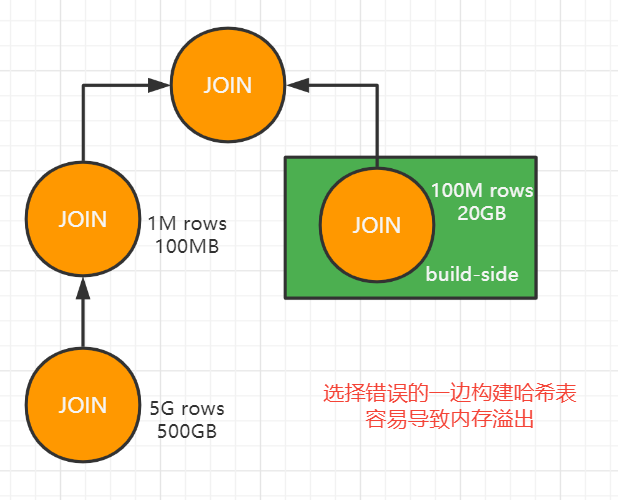 JOIN
JOIN
1M rows
100MB
JOIN
100M rows
20GB
build-side
JOIN
5G rows
500GB
选择错误的一边构建哈希表
容易导致内存溢出